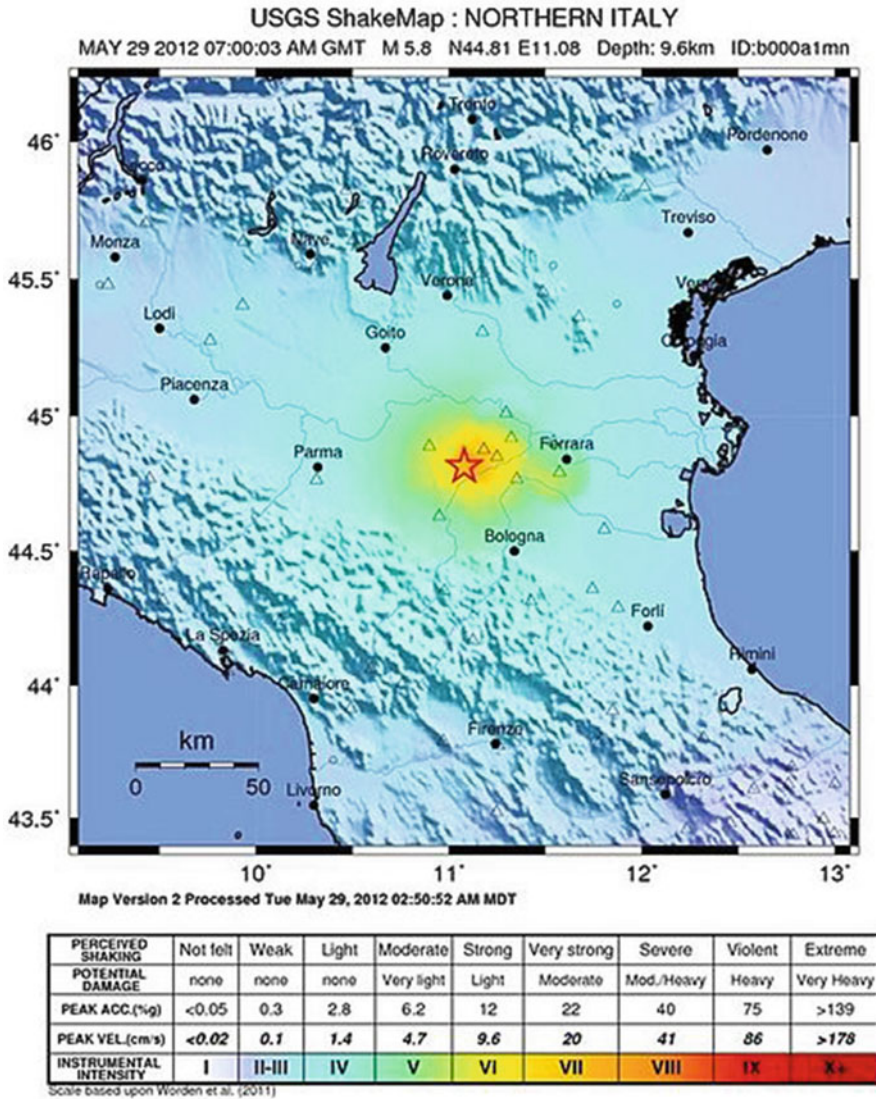 USGS ShakeMap : NORTHERN ITALY
MAY 29 2012 07:00:03 AM GMT M 5.8 N44.81 E11.08 Depth: 9.6km ID:b000a1mn
Trento
46°
Pordenone
Rovereto
Treviso
Monza
Nave
45.5°
Verona
Lodi
Goito
Piacenza
45°
Ferrara
Parma
Bologna
44.5°
Rapallo
Forlí
La Spezia
Rimini
44°
Camaiore
km
Firenze
0 50
Livorno
Sansepolcro
43.5°
10° 11° 12° 13°
Map Version 2 Processed Tue May 29, 2012 02:50:52 AM MDT
PERCEIVED SHAKING Not felt Weak Light Moderate Strong Very strong Severe Violent Extreme
POTENTIAL DAMAGE none none none Very light Light Moderate Mod./Heavy Heavy Very Heavy
PEAK ACC.(%g) <0.05 0.3 2.8 6.2 12 22 40 75 >139
PEAK VEL.(cm/s) <0.02 0.1 1.4 4.7 9.6 20 41 86 >178
INSTRUMENTAL INTENSITY I II-III IV V VI VII VIII IX X+
Scale based upon Worden et al. (2011)